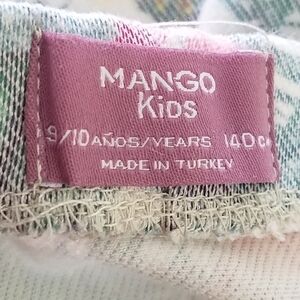 MANGO
KIDS
9/10 AÑOS/YEARS 140 C
MADE IN TURKEY